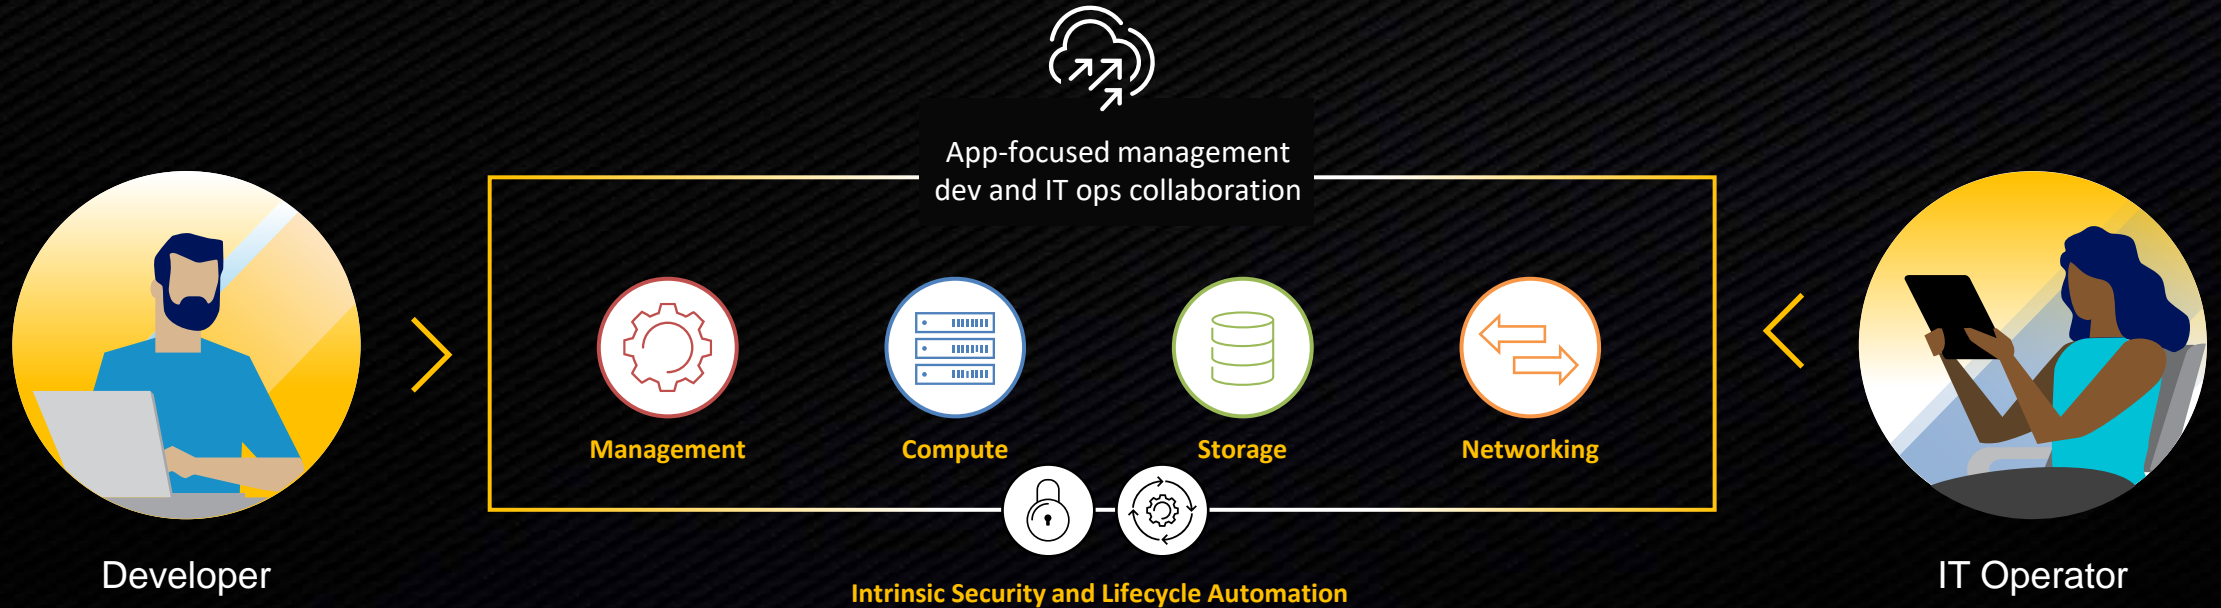 App-focused management
dev and IT ops collaboration
Management
Compute
Storage
Networking
Developer
IT Operator
Intrinsic Security and Lifecycle Automation